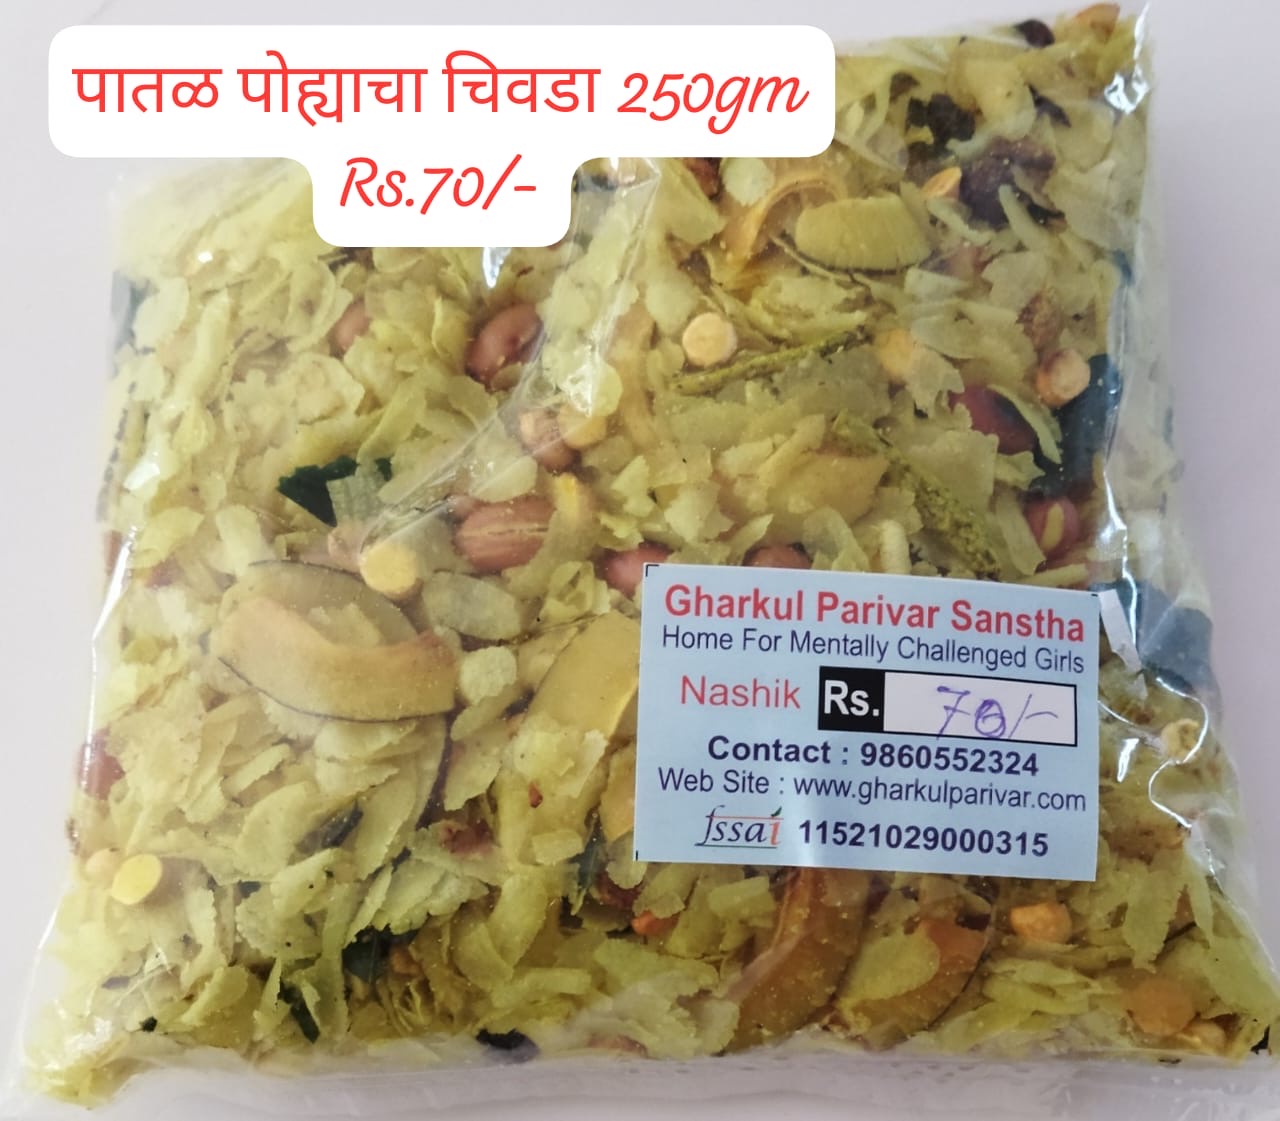 पातळ पोह्याचा चिवडा 250gm
Rs.70/-
Gharkul Parivar Sanstha
Home For Mentally Challenged Girls
Nashik Rs. 70/-
Contact : 9860552324
Web Site : www.gharkulparivar.com
fssai 11521029000315